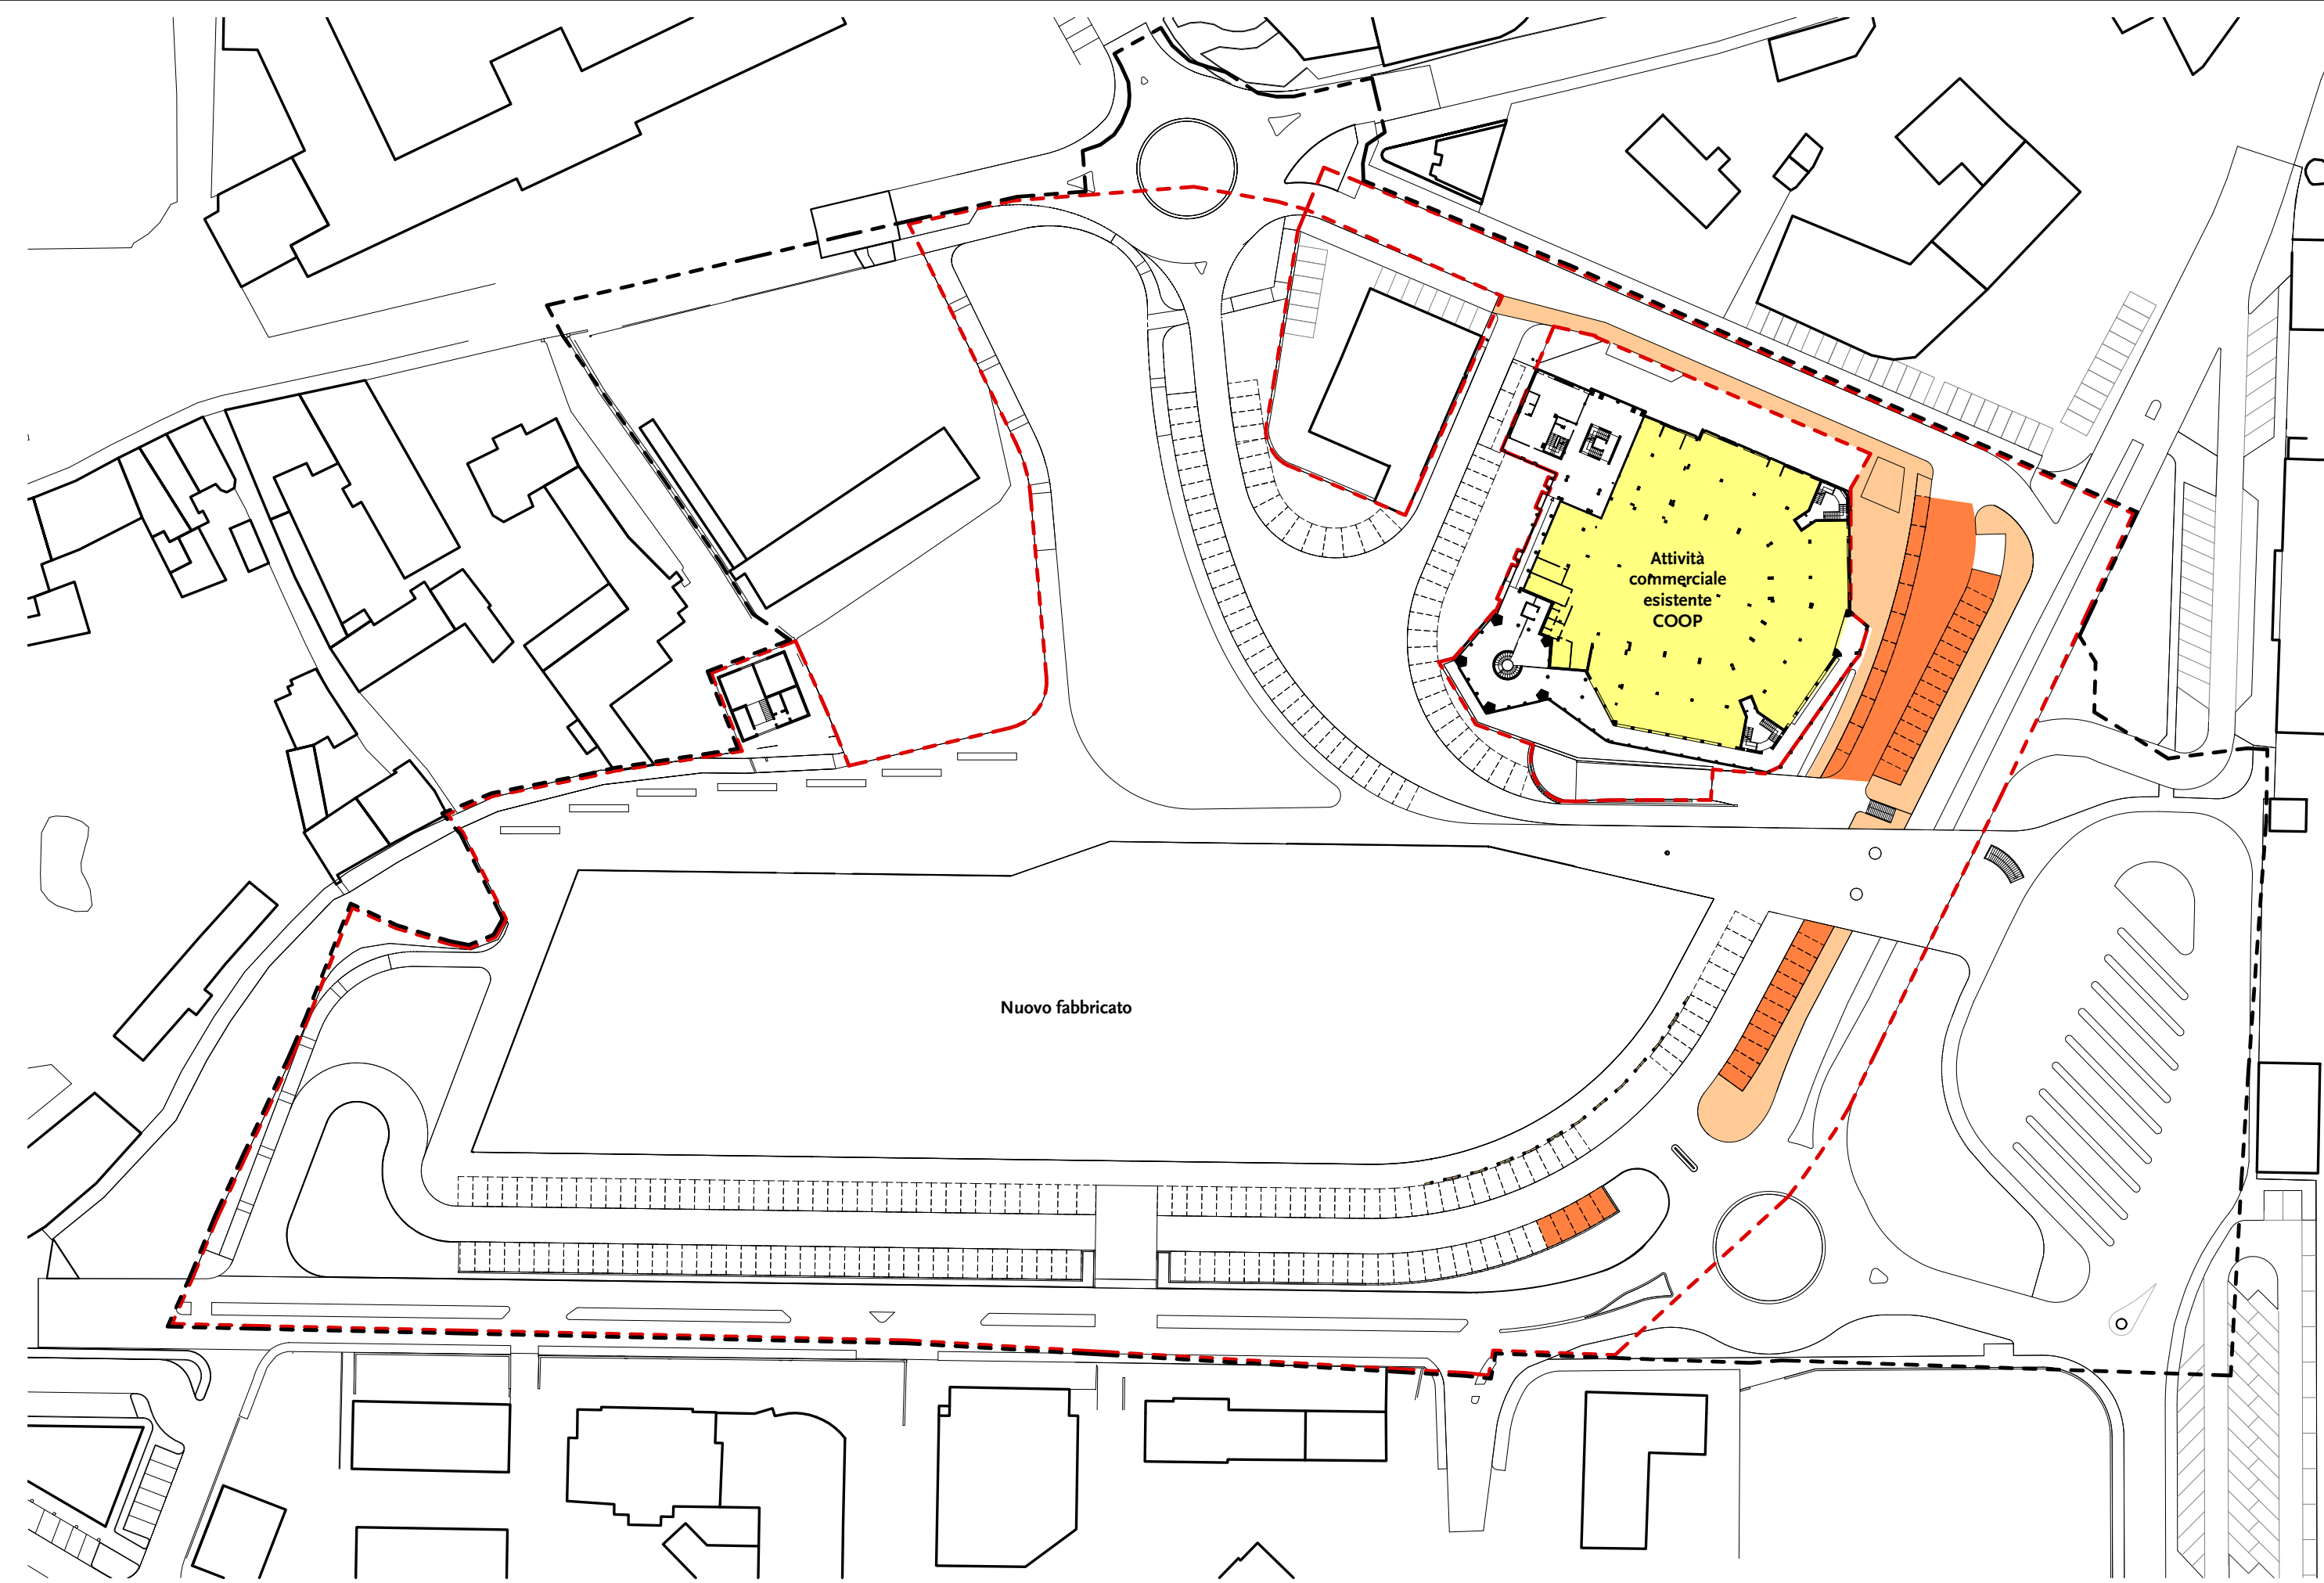 Attività
commerciale
esistente
COOP
Nuovo fabbricato